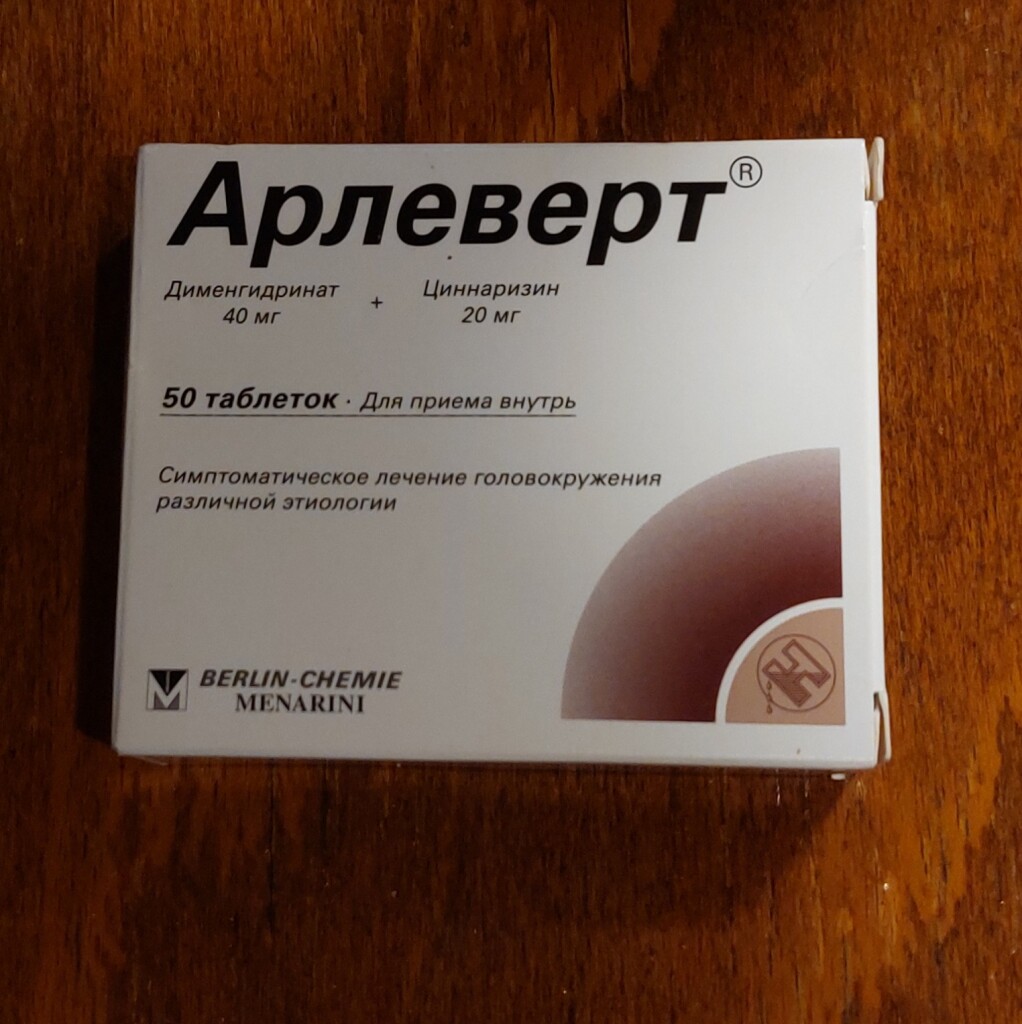 Арлеверт®
Дименгидринат + Циннаризин
40 мг 20 мг
50 таблеток · Для приема внутрь
Симптоматическое лечение головокружения
различной этиологии
BERLIN-CHEMIE
MENARINI